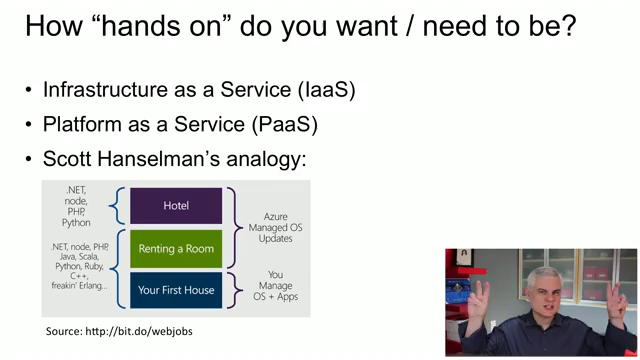 How “hands on” do you want / need to be?
• Infrastructure as a Service (IaaS)
• Platform as a Service (PaaS)
• Scott Hanselman’s analogy:
.NET,
node,
PHP,
Python
Hotel
Azure
Managed OS
Updates
.NET, node, PHP,
Java, Scala,
Python, Ruby,
C++,
freakin' Erlang...
Renting a Room
Your First House
You
Manage
OS + Apps
Source: http://bit.do/webjobs